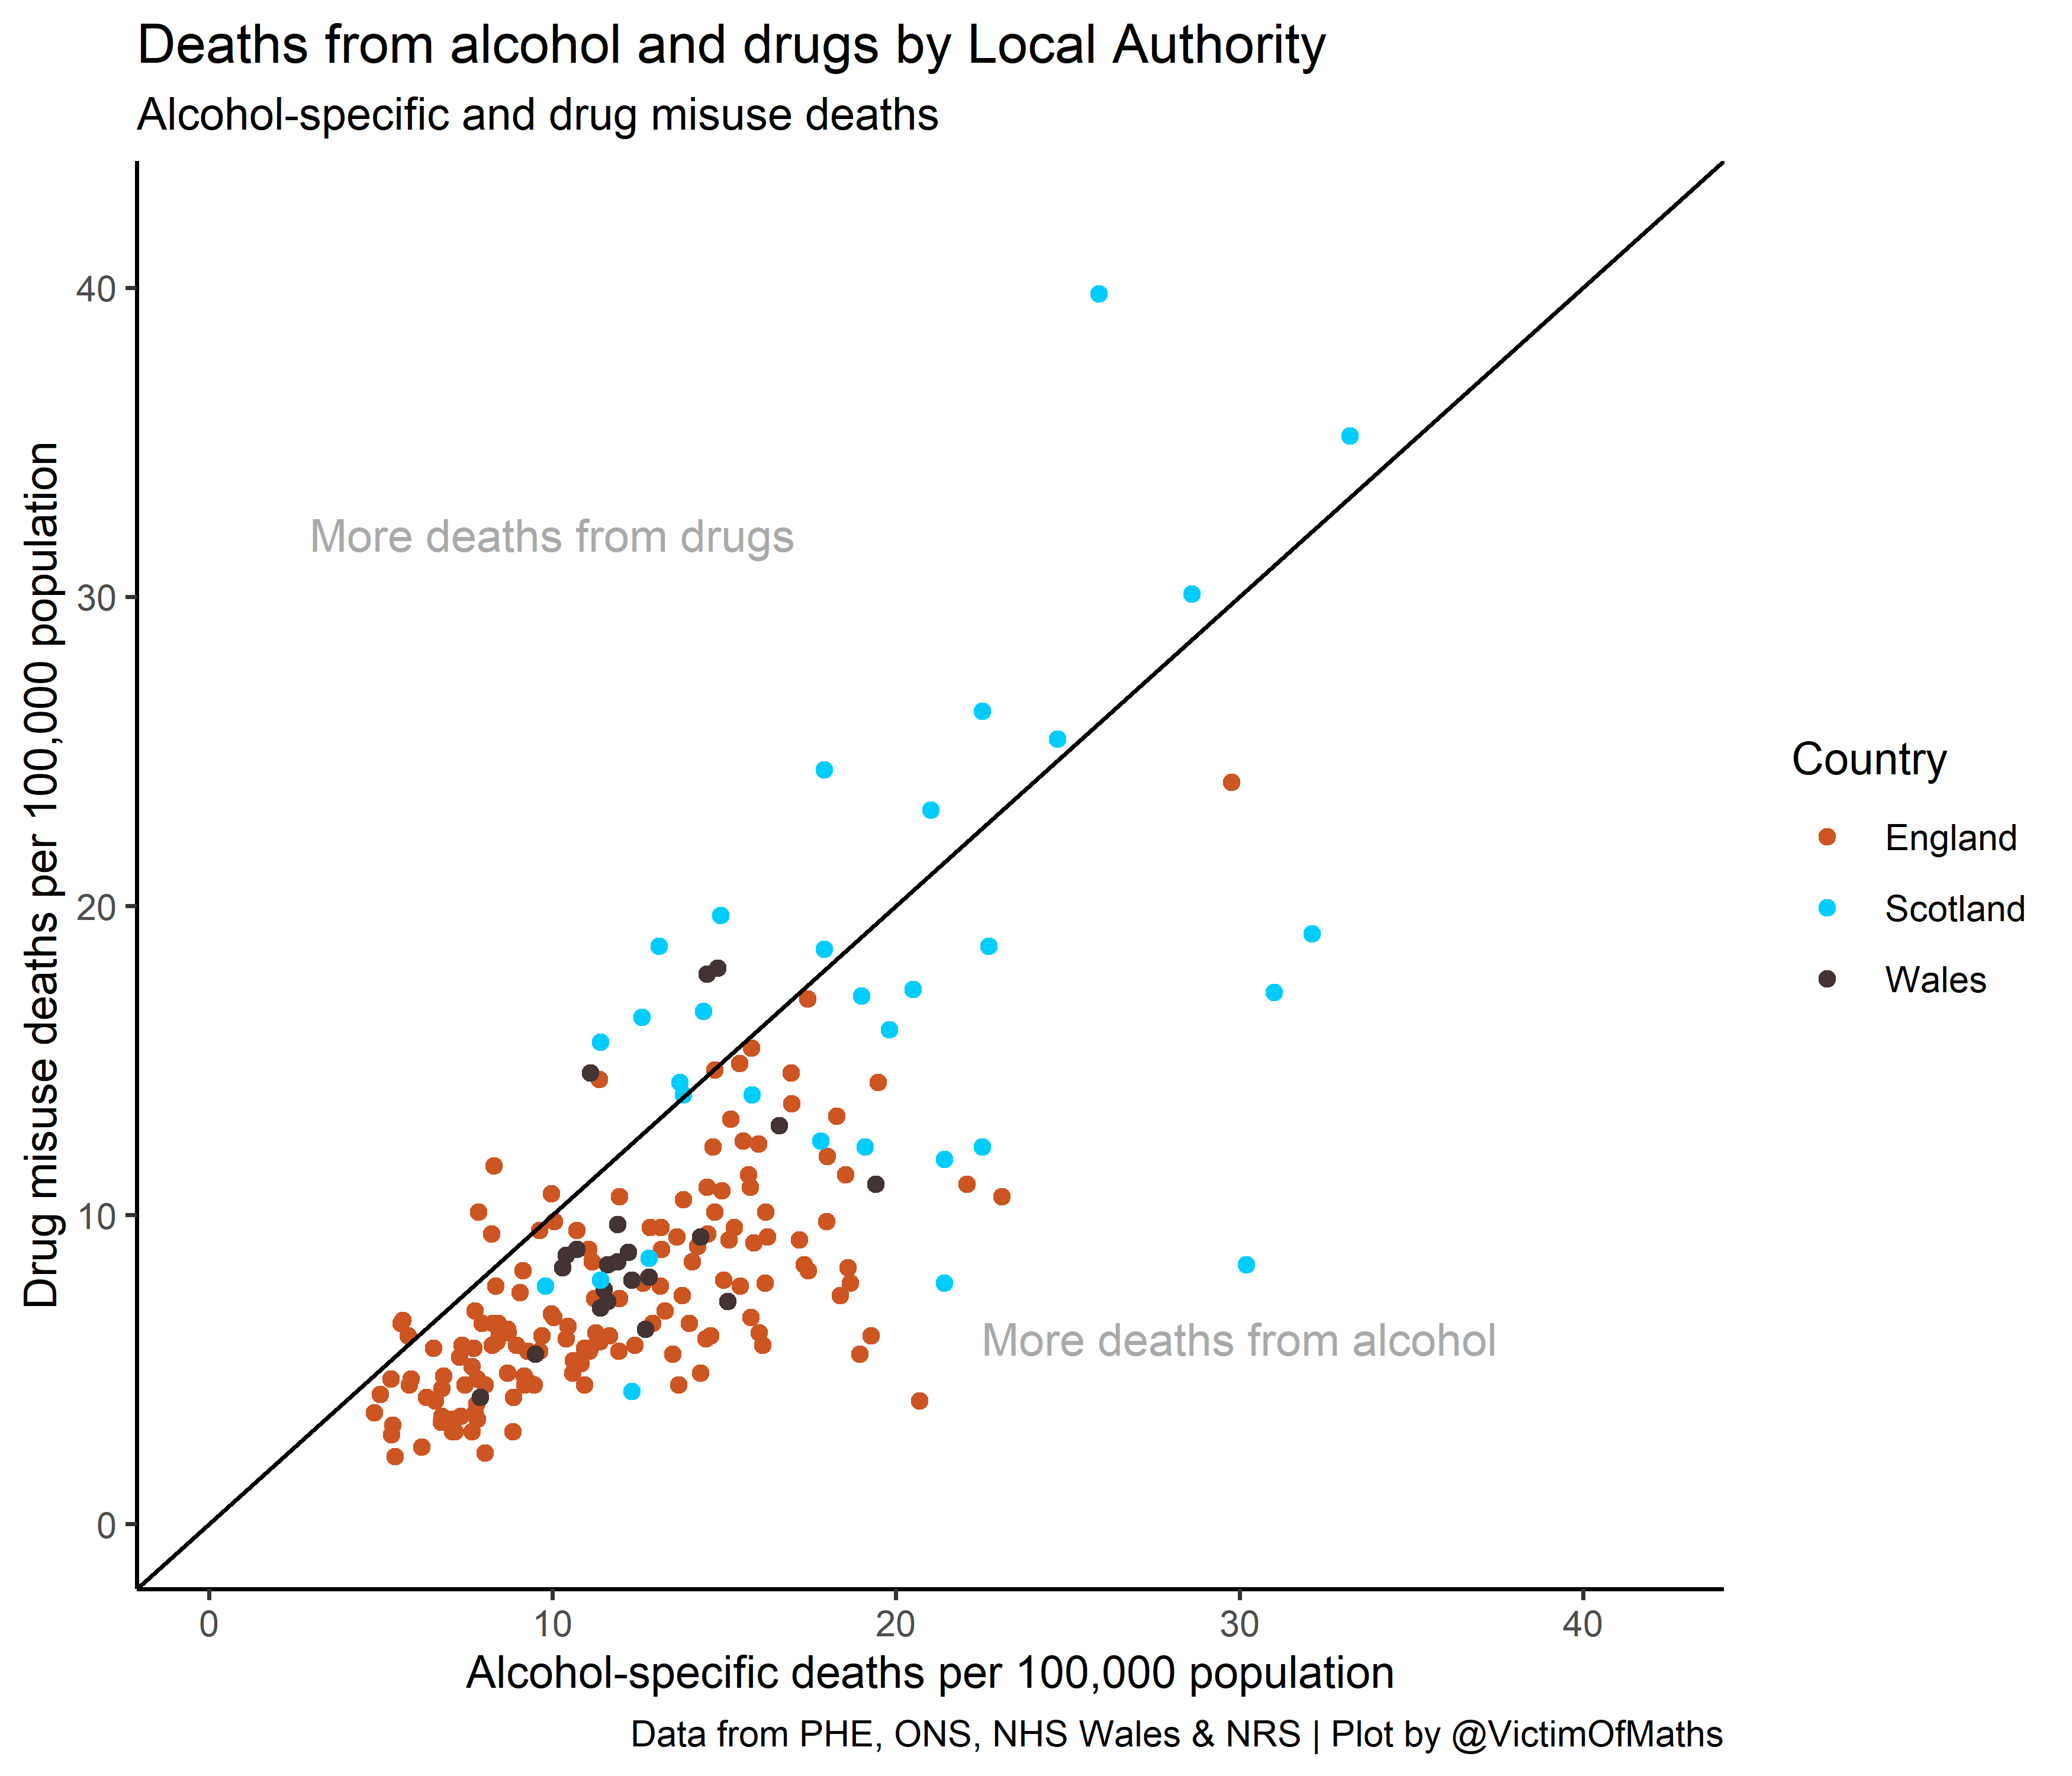 Deaths from alcohol and drugs by Local Authority
Alcohol-specific and drug misuse deaths
Drug misuse deaths per 100,000 population
40
30
20
10
0
More deaths from drugs
More deaths from alcohol
0 10 20 30 40
Alcohol-specific deaths per 100,000 population
Country
England
Scotland
Wales
Data from PHE, ONS, NHS Wales & NRS | Plot by @VictimOfMaths